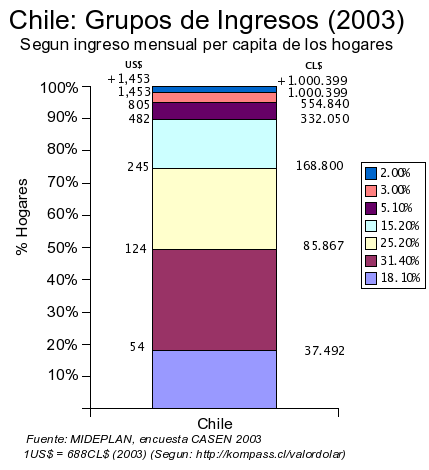 Chile: Grupos de Ingresos (2003)
Segun ingreso mensual per capita de los hogares
US$ CL$
+1,453 +1.000.399
100% 1,453 1.000.399
805 554.840
90% 482 332.050
80%
245 168.800
70%
60%
50% 124 85.867
40%
30%
20% 54 37.492
10%
% Hogares
2.00%
3.00%
5.10%
15.20%
25.20%
31.40%
18.10%
Chile
Fuente: MIDEPLAN, encuesta CASEN 2003
1US$ = 688CL$ (2003) (Segun: http://kompass.cl/valordolar)